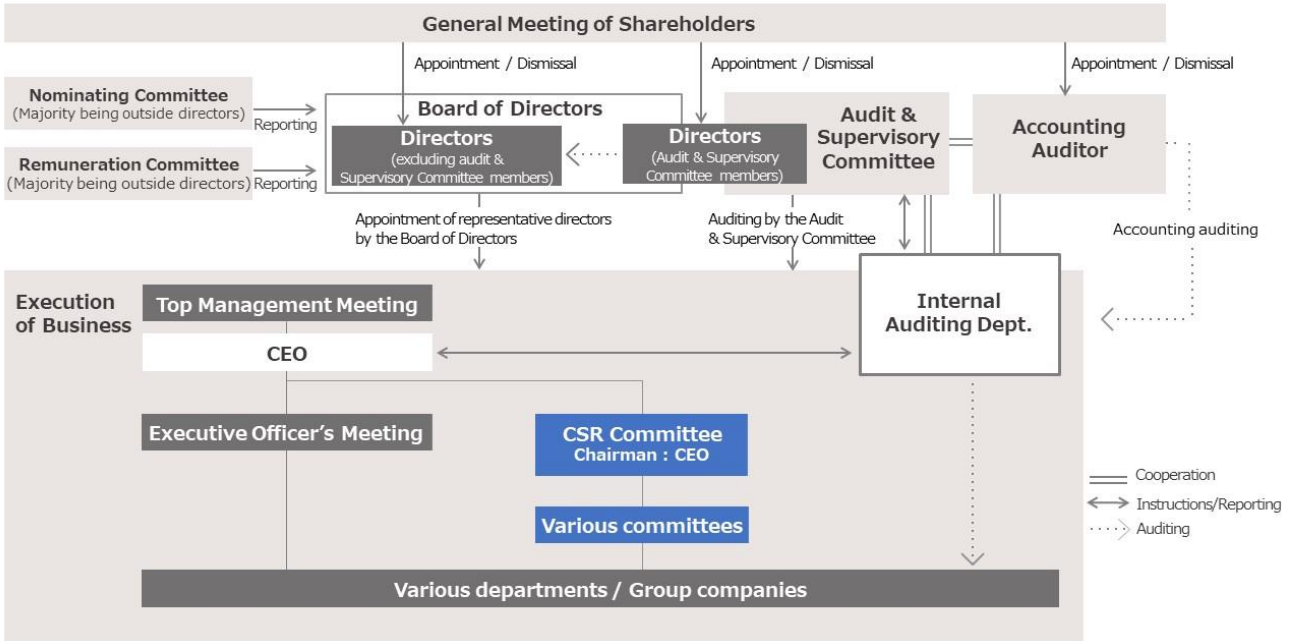 General Meeting of Shareholders
Appointment / Dismissal
Appointment / Dismissal
Appointment / Dismissal
Nominating Committee
(Majority being outside directors)
Reporting
Remuneration Committee
(Majority being outside directors)
Reporting
Board of Directors
Directors
(excluding audit &
Supervisory Committee members)
Directors
(Audit & Supervisory
Committee members)
Audit &
Supervisory
Committee
Accounting
Auditor
Appointment of representative directors
by the Board of Directors
Auditing by the Audit
& Supervisory Committee
Accounting auditing
Execution
of Business
Top Management Meeting
CEO
Internal
Auditing Dept.
Executive Officer’s Meeting
CSR Committee
Chairman : CEO
Various committees
Various departments / Group companies
Cooperation
Instructions/Reporting
Auditing